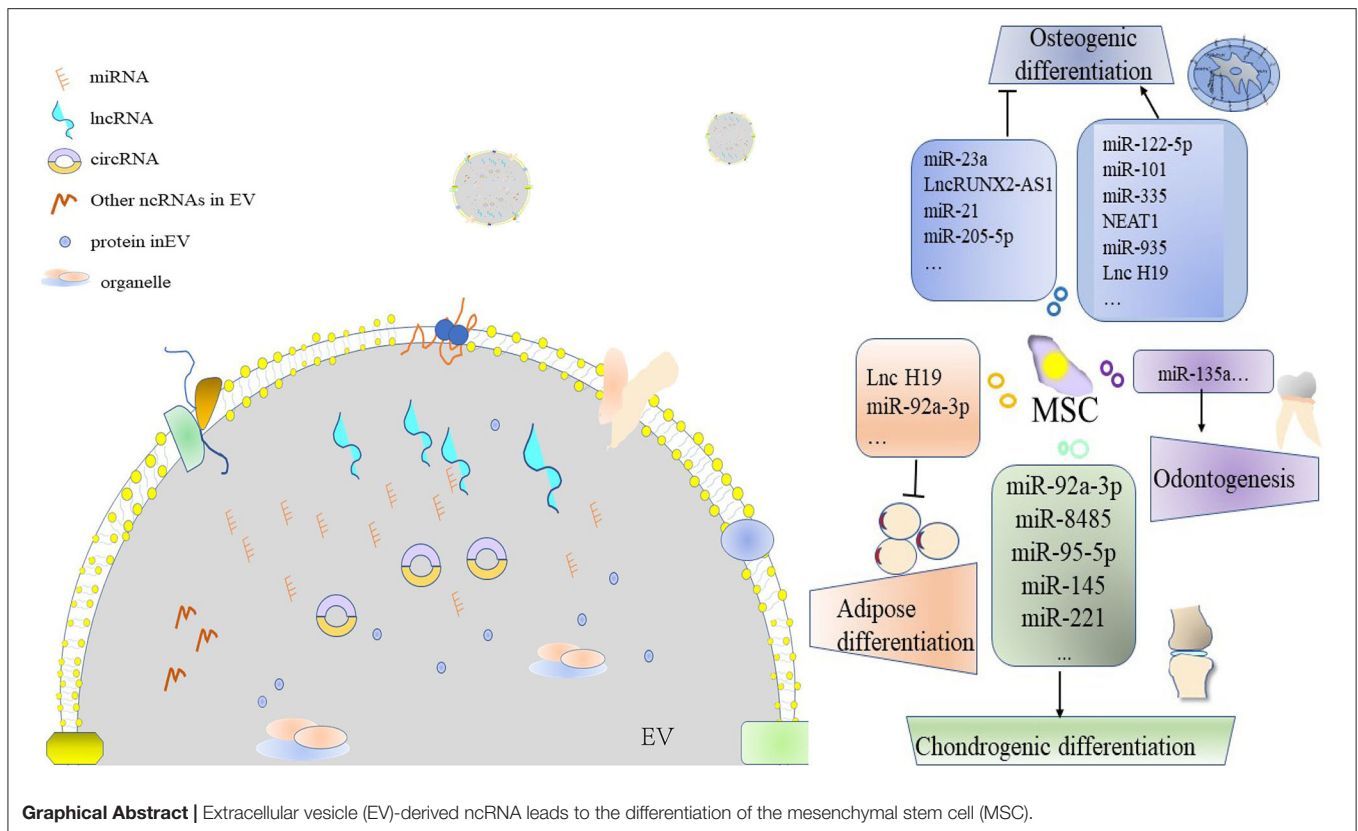 miRNA
lncRNA
circRNA
Other ncRNAs in EV
protein inEV
organelle
EV
Osteogenic
differentiation
miR-23a
LncRUNX2-AS1
miR-21
miR-205-5p
...
miR-122-5p
miR-101
miR-335
NEAT1
miR-935
Lnc H19
...
Lnc H19
miR-92a-3p
...
MSC
miR-135a...
Odontogenesis
Adipose
differentiation
miR-92a-3p
miR-8485
miR-95-5p
miR-145
miR-221
...
Chondrogenic differentiation
Graphical Abstract | Extracellular vesicle (EV)-derived ncRNA leads to the differentiation of the mesenchymal stem cell (MSC).